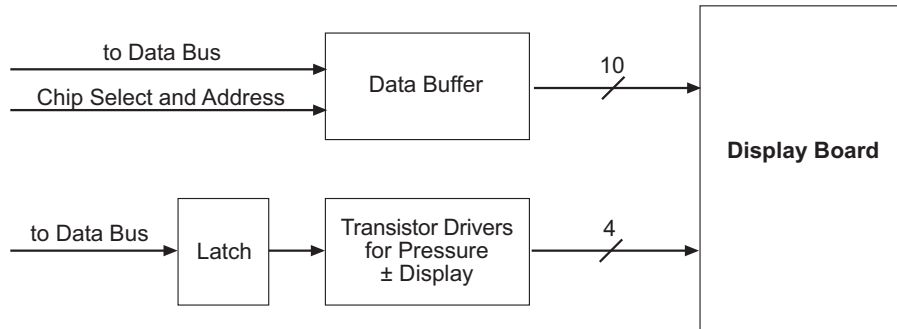 to Data Bus
Chip Select and Address
Data Buffer
10
Display Board
to Data Bus
Latch
Transistor Drivers
for Pressure
± Display
4